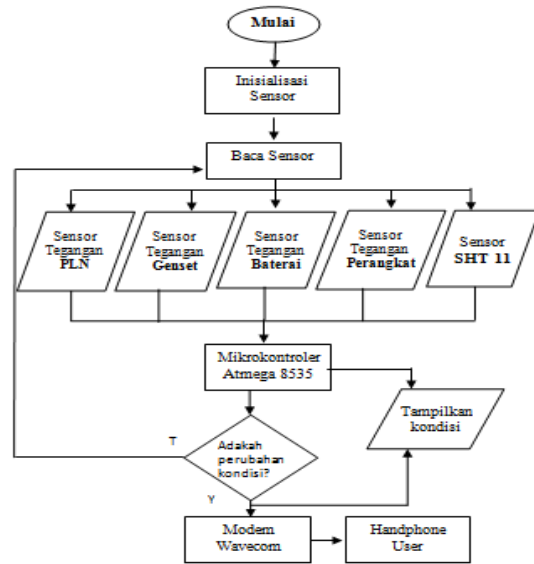 Mulai
Inisialisasi
Sensor
Baca Sensor
Sensor
Tegangan
PLN
Sensor
Tegangan
Genset
Sensor
Tegangan
Baterai
Sensor
Tegangan
Perangkat
Sensor
SHT 11
Mikrokontroler
Atmega 8535
Tampilkan
kondisi
T
Adakah
perubahan
kondisi?
Y
Modem
Wavecom
Handphone
User